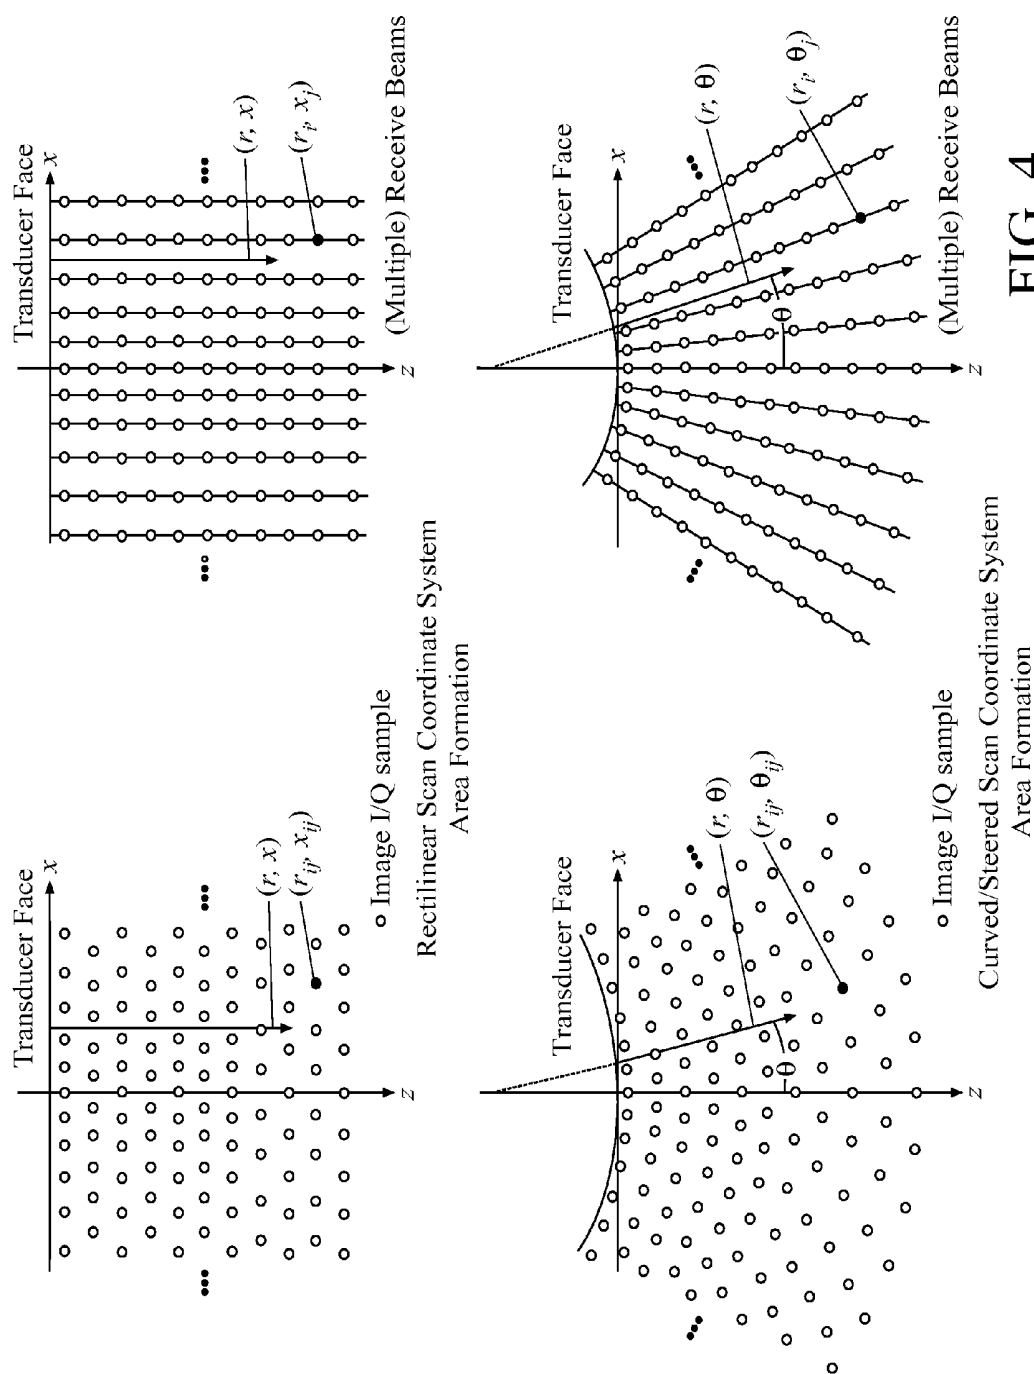 Transducer Face
x
(r, x)
(r_ij, x_ij)
z
o Image I/Q sample
Transducer Face
x
(r, x)
(r_i, x_j)
z
(Multiple) Receive Beams
Rectilinear Scan Coordinate System
Area Formation
Transducer Face
x
(r, θ)
(r_ij, θ_ij)
θ
z
o Image I/Q sample
Transducer Face
x
(r, θ)
(r_i, θ_j)
θ
z
(Multiple) Receive Beams
Curved/Steered Scan Coordinate System
Area Formation
FIG. 4